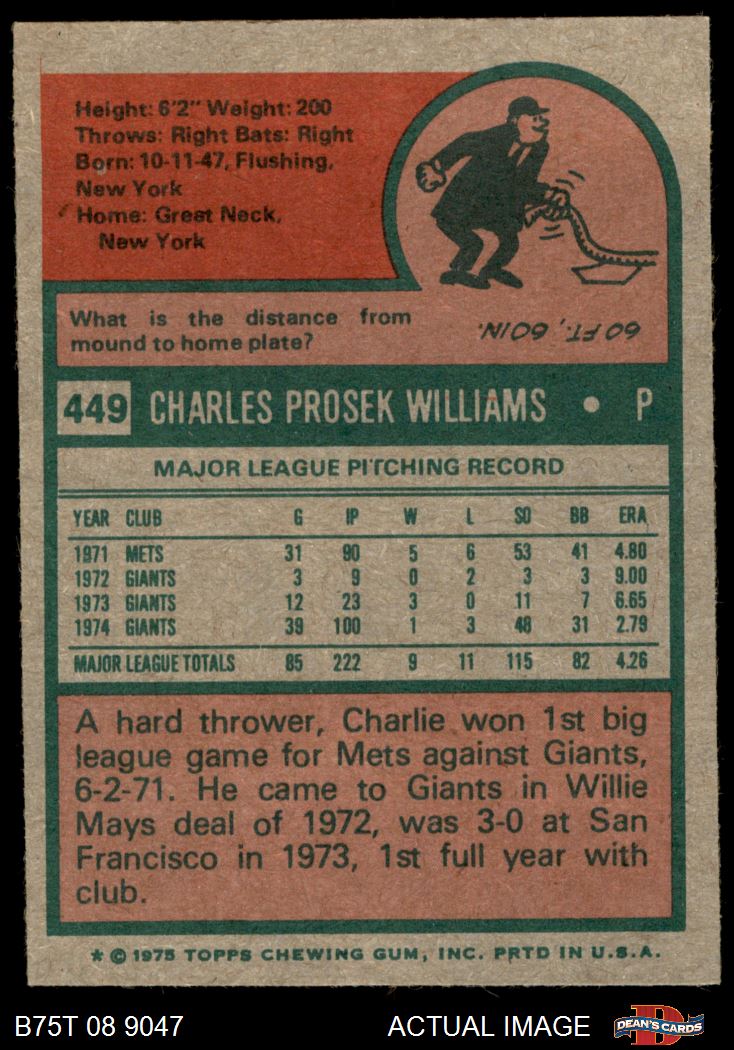 Height: 6'2" Weight: 200
Throws: Right Bats: Right
Born: 10-11-47, Flushing,
New York
Home: Great Neck,
New York
What is the distance from
mound to home plate?
60 FT., 60IN.
449 CHARLES PROSEK WILLIAMS • P
MAJOR LEAGUE PITCHING RECORD
YEAR CLUB G IP W L SO BB ERA
1971 METS 31 90 5 6 53 41 4.80
1972 GIANTS 3 9 0 2 3 3 9.00
1973 GIANTS 12 23 3 0 11 7 6.65
1974 GIANTS 39 100 1 3 48 31 2.79
MAJOR LEAGUE TOTALS 85 222 9 11 115 82 4.26
A hard thrower, Charlie won 1st big
league game for Mets against Giants,
6-2-71. He came to Giants in Willie
Mays deal of 1972, was 3-0 at San
Francisco in 1973, 1st full year with
club.
* © 1975 TOPPS CHEWING GUM, INC. PRTD IN U.S.A.
B75T 08 9047 ACTUAL IMAGE D DEAN'S CARDS